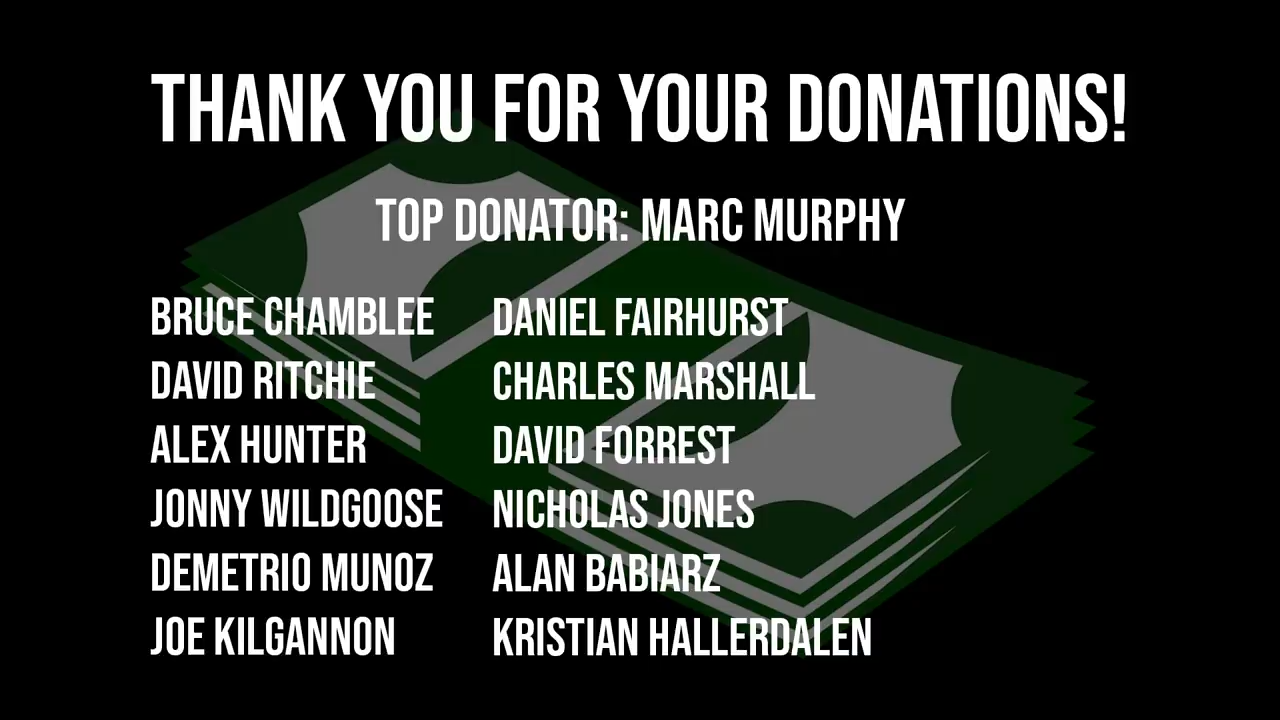 THANK YOU FOR YOUR DONATIONS!
TOP DONATOR: MARC MURPHY
BRUCE CHAMBLEE
DAVID RITCHIE
ALEX HUNTER
JONNY WILDGOOSE
DEMETRIO MUNOZ
JOE KILGANNON
DANIEL FAIRHURST
CHARLES MARSHALL
DAVID FORREST
NICHOLAS JONES
ALAN BABIARZ
KRISTIAN HALLERDALEN